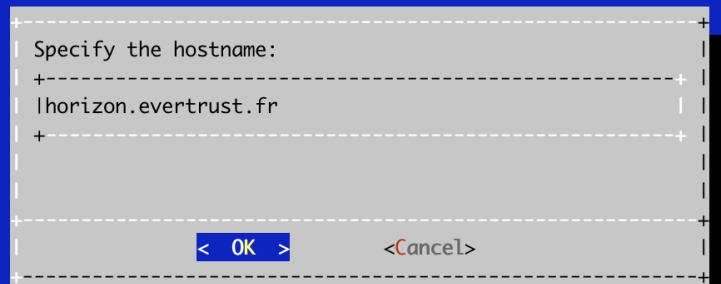 Specify the hostname:
horizon.evertrust.fr
< OK > <Cancel>